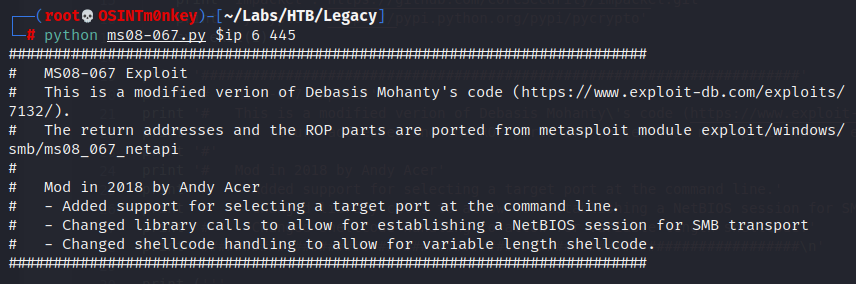 (root💀OSINTm0nkey)-[~/Labs/HTB/Legacy]
# python ms08-067.py $ip 6 445
#######################################################################
#   MS08-067 Exploit
#   This is a modified verion of Debasis Mohanty's code (https://www.exploit-db.com/exploits/
7132/).
#   The return addresses and the ROP parts are ported from metasploit module exploit/windows/
smb/ms08_067_netapi
#
#   Mod in 2018 by Andy Acer
#   - Added support for selecting a target port at the command line.
#   - Changed library calls to allow for establishing a NetBIOS session for SMB transport
#   - Changed shellcode handling to allow for variable length shellcode.
#######################################################################